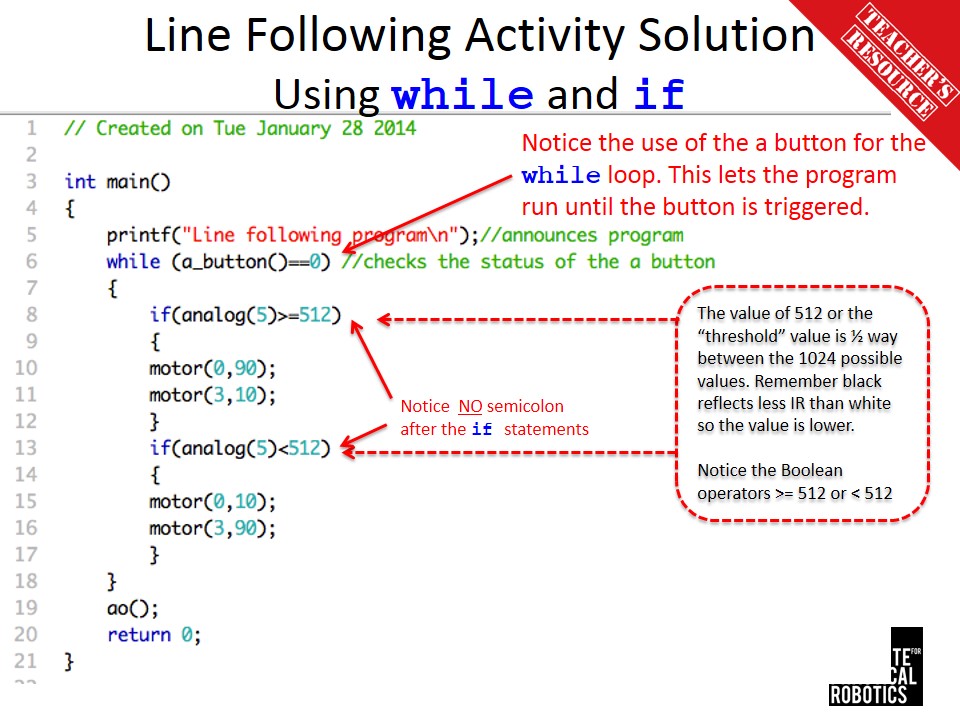 Line Following Activity Solution
Using while and if
TEACHER'S
RESOURCE
1 // Created on Tue January 28 2014
2
3 int main()
4 {
5 printf("Line following program\n");//announces program
6 while (a_button()==0) //checks the status of the a button
7 {
8 if(analog(5)>=512)
9 {
10 motor(0,90);
11 motor(3,10);
12 }
13 if(analog(5)<512)
14 {
15 motor(0,10);
16 motor(3,90);
17 }
18 }
19 ao();
20 return 0;
21 }
Notice the use of the a button for the
while loop. This lets the program
run until the button is triggered.
Notice NO semicolon
after the if statements
The value of 512 or the
“threshold” value is ½ way
between the 1024 possible
values. Remember black
reflects less IR than white
so the value is lower.
Notice the Boolean
operators >= 512 or < 512
TE FOR
CAL
ROBOTICS